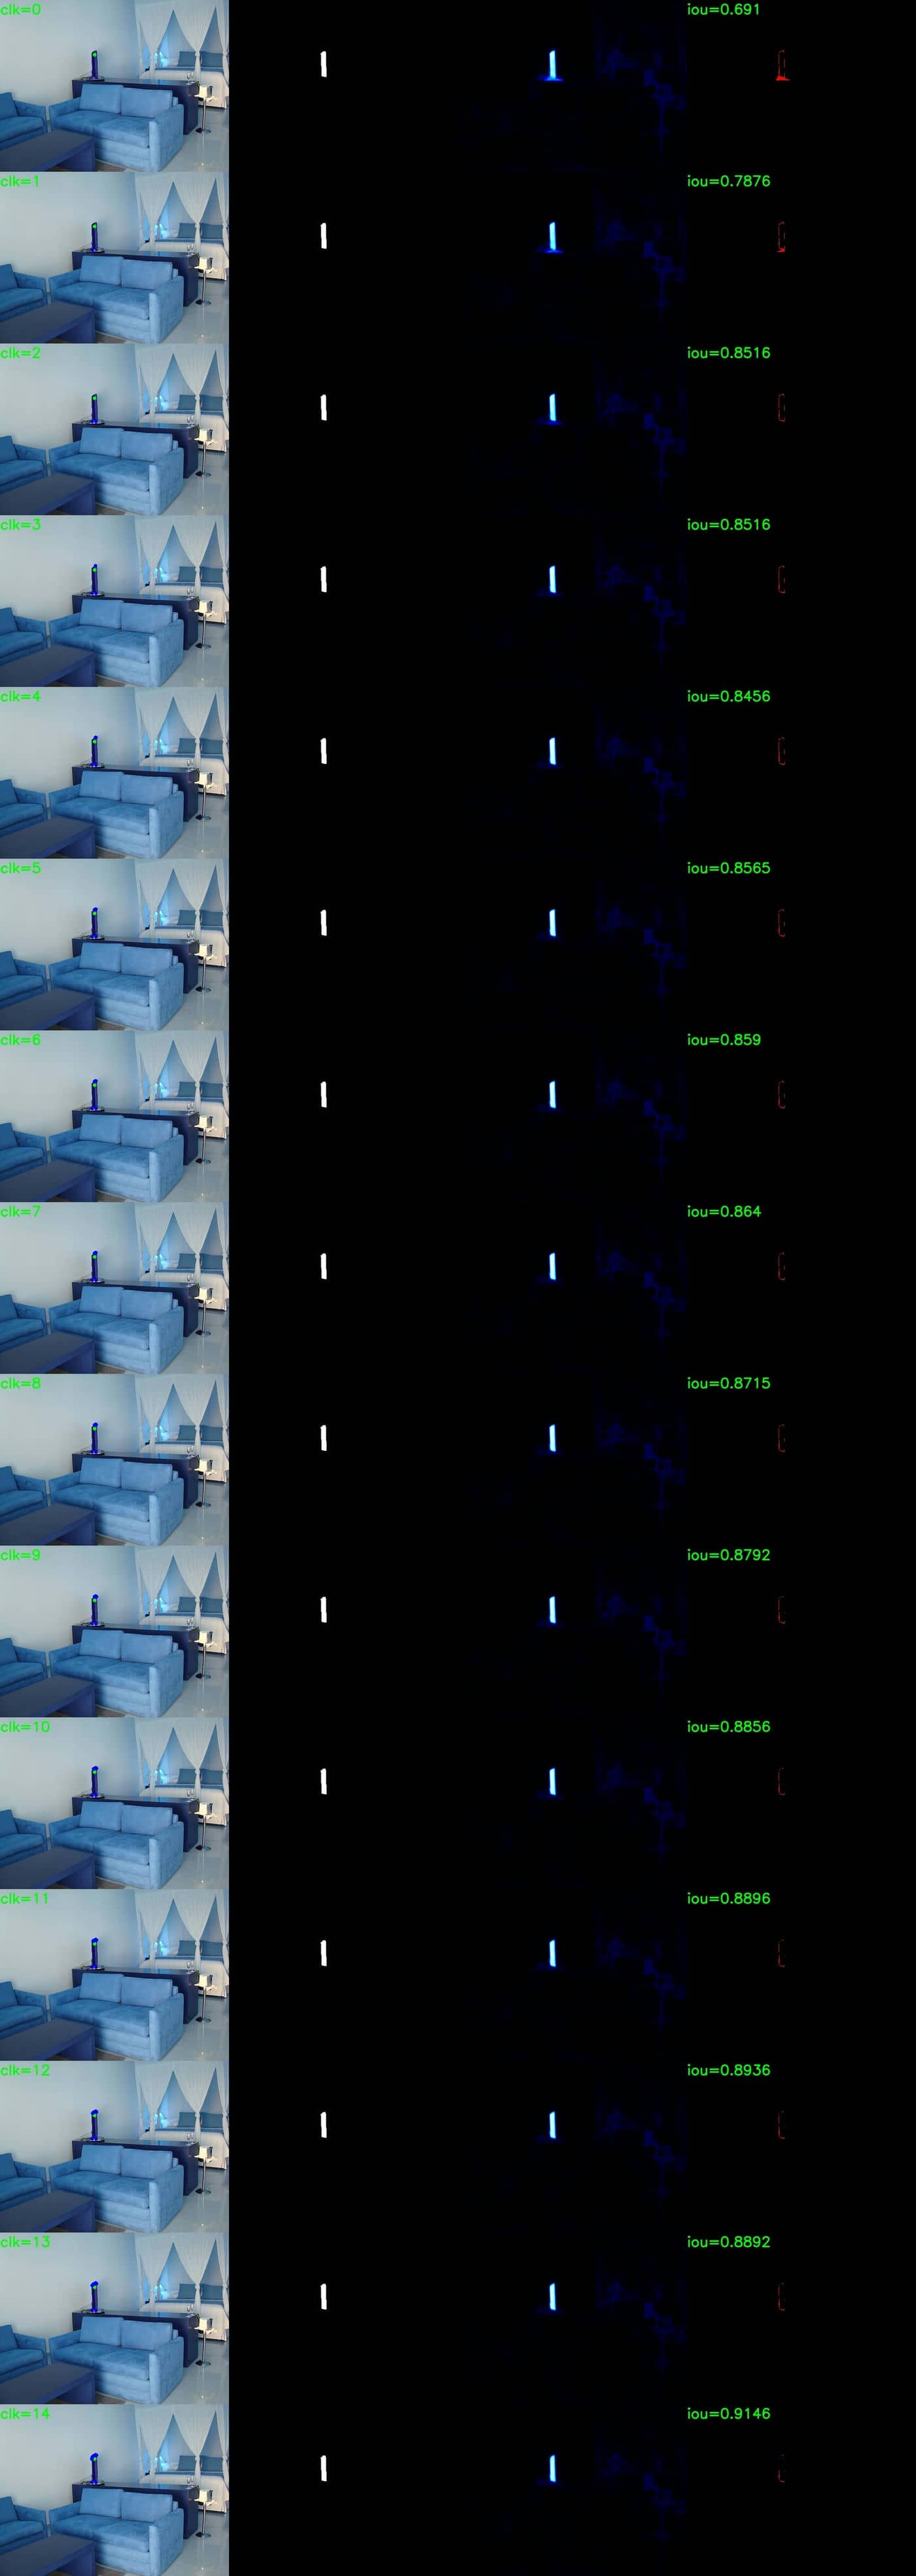 clk=0 iou=0.691
clk=1 iou=0.7876
clk=2 iou=0.8516
clk=3 iou=0.8516
clk=4 iou=0.8456
clk=5 iou=0.8565
clk=6 iou=0.859
clk=7 iou=0.864
clk=8 iou=0.8715
clk=9 iou=0.8792
clk=10 iou=0.8856
clk=11 iou=0.8896
clk=12 iou=0.8936
clk=13 iou=0.8892
clk=14 iou=0.9146